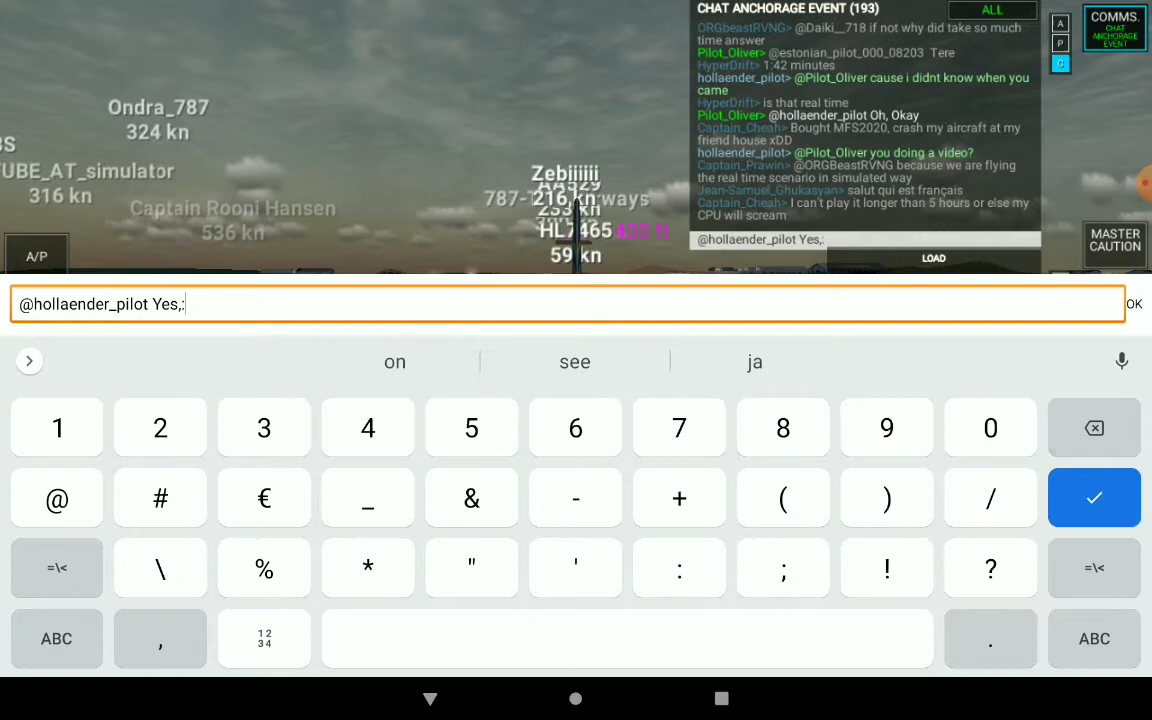 CHAT ANCHORAGE EVENT (193)
ALL
ORGbeastRVNG> @Daiki__718 if not why did take so much
time answer
Pilot_Oliver> @estonian_pilot_000_08203 Tere
HyperDrift> 1:42 minutes
hollaender_pilot> @Pilot_Oliver cause i didnt know when you
came
HyperDrift> is that real time
Pilot_Oliver> @hollaender_pilot Oh, Okay
Captain_Cheah> Bought MFS2020, crash my aircraft at my
friend house xDD
hollaender_pilot> @Pilot_Oliver you doing a video?
Captain_Prawin> @ORGBeastRVNG because we are flying
the real time scenario in simulated way
Jean-Samuel_Ghukasyan> salut qui est français
Captain_Cheah> I can't play it longer than 5 hours or else my
CPU will scream
@hollaender_pilot Yes,:
LOAD
A
P
C
COMMS.
CHAT
ANCHORAGE
EVENT
MASTER
CAUTION
Ondra_787
324 kn
UBE_AT_simulator
316 kn
Captain Rooni Hansen
536 kn
Zebiiiiii
216 kn
787-
ways
HL7465
400 ft
59 kn
A/P
@hollaender_pilot Yes,:
OK
on see ja
1 2 3 4 5 6 7 8 9 0
@ # € _ & - + ( ) /
=\< \ % * " ' : ; ! ? =\<
ABC , 12 34 . ABC